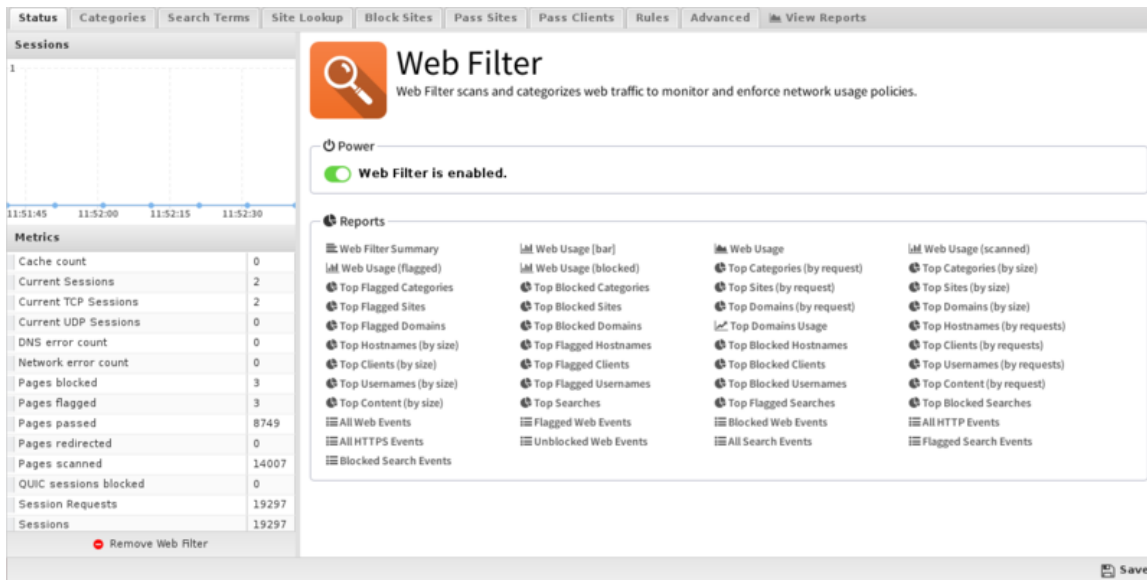 Status Categories Search Terms Site Lookup Block Sites Pass Sites Pass Clients Rules Advanced View Reports
Sessions
1
11:51:45 11:52:00 11:52:15 11:52:30
Metrics
Cache count 0
Current Sessions 2
Current TCP Sessions 2
Current UDP Sessions 0
DNS error count 0
Network error count 0
Pages blocked 3
Pages flagged 3
Pages passed 8749
Pages redirected 0
Pages scanned 14007
QUIC sessions blocked 0
Session Requests 19297
Sessions 19297
Remove Web Filter
Web Filter
Web Filter scans and categorizes web traffic to monitor and enforce network usage policies.
Power
Web Filter is enabled.
Reports
Web Filter Summary Web Usage [bar] Web Usage Web Usage (scanned)
Web Usage (flagged) Web Usage (blocked) Top Categories (by request) Top Categories (by size)
Top Flagged Categories Top Blocked Categories Top Sites (by request) Top Sites (by size)
Top Flagged Sites Top Blocked Sites Top Domains (by request) Top Domains (by size)
Top Flagged Domains Top Blocked Domains Top Domains Usage Top Hostnames (by requests)
Top Hostnames (by size) Top Flagged Hostnames Top Blocked Hostnames Top Clients (by requests)
Top Clients (by size) Top Flagged Clients Top Blocked Clients Top Usernames (by requests)
Top Usernames (by size) Top Flagged Usernames Top Blocked Usernames Top Content (by request)
Top Content (by size) Top Searches Top Flagged Searches Top Blocked Searches
All Web Events Flagged Web Events Blocked Web Events All HTTP Events
All HTTPS Events Unblocked Web Events All Search Events Flagged Search Events
Blocked Search Events
Save